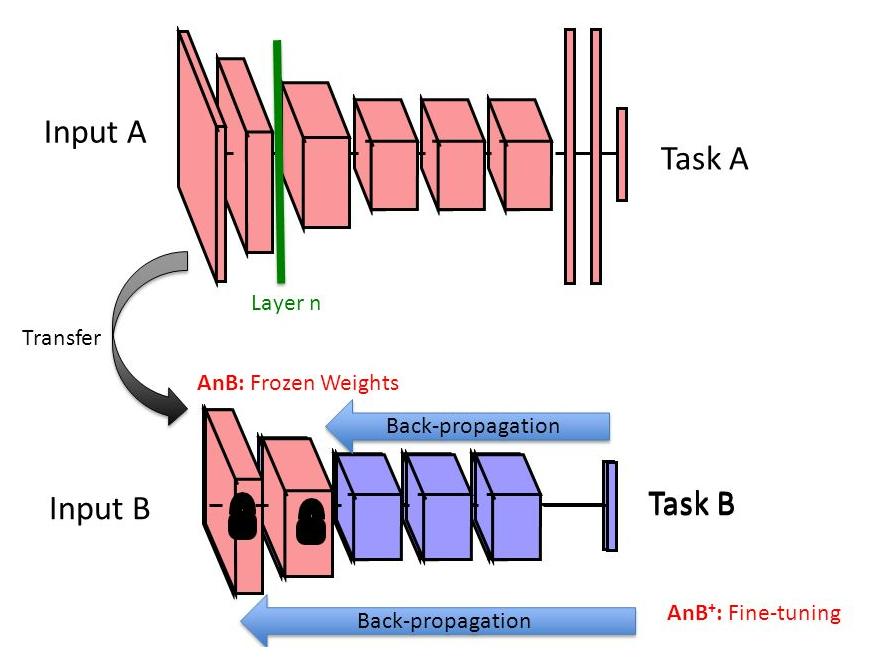 Input A
Task A
Layer n
Transfer
AnB: Frozen Weights
Back-propagation
Input B
Task B
Back-propagation
AnB⁺: Fine-tuning